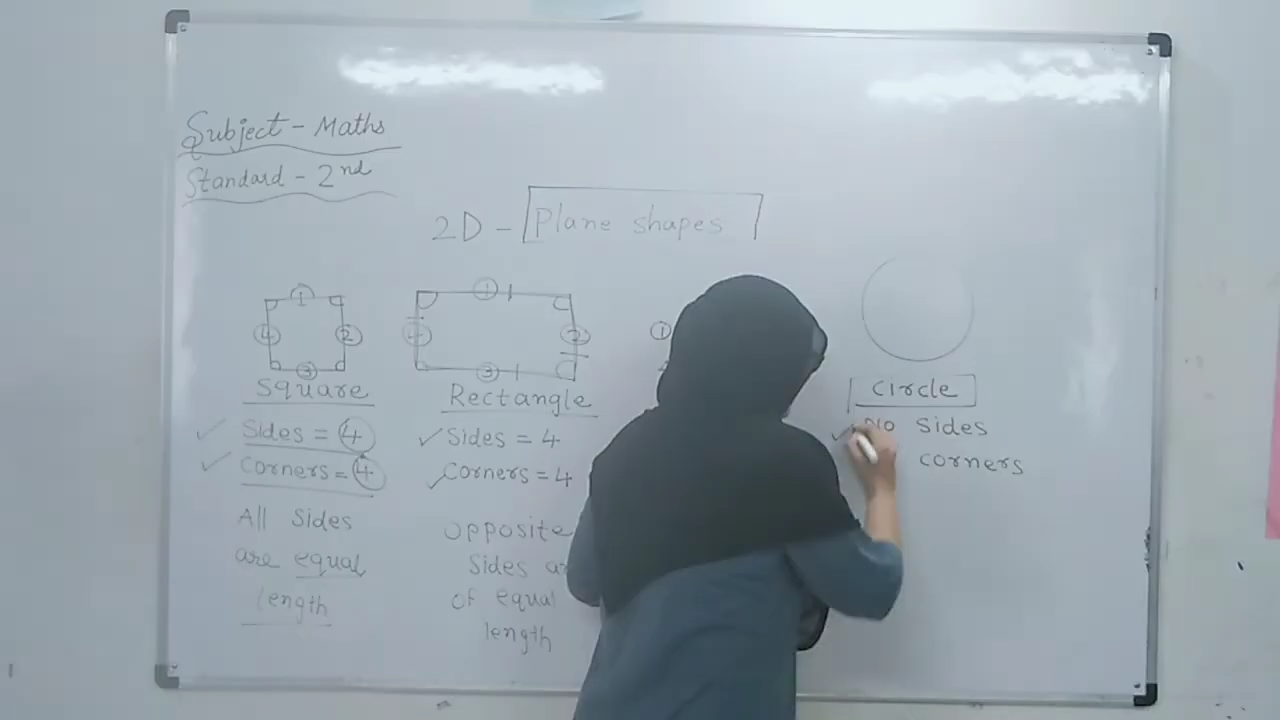 Subject - Maths
Standard - 2nd
2D - Plane shapes
1
4
2
3
Square
Sides = 4
Corners = 4
All Sides
are equal
length
1
2
3
Rectangle
Sides = 4
Corners = 4
Opposite
Sides
of equal
length
1
Circle
No Sides
corners